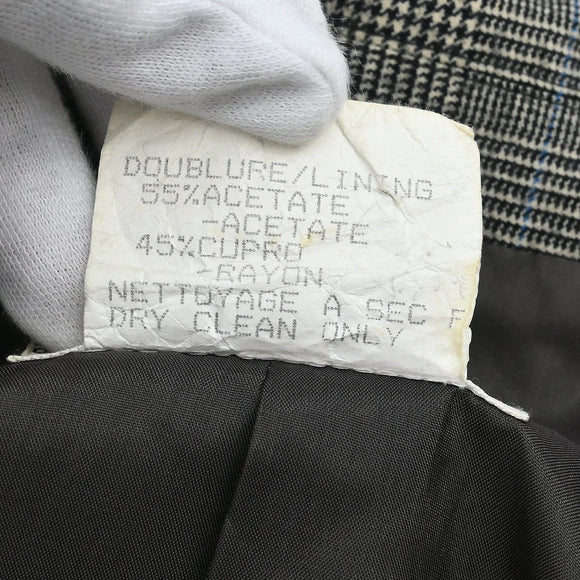 DOUBLURE/LINING
55%ACETATE
-ACETATE
45%CUPRO
-RAYON-
NETTOYAGE A SEC F
DRY CLEAN ONLY